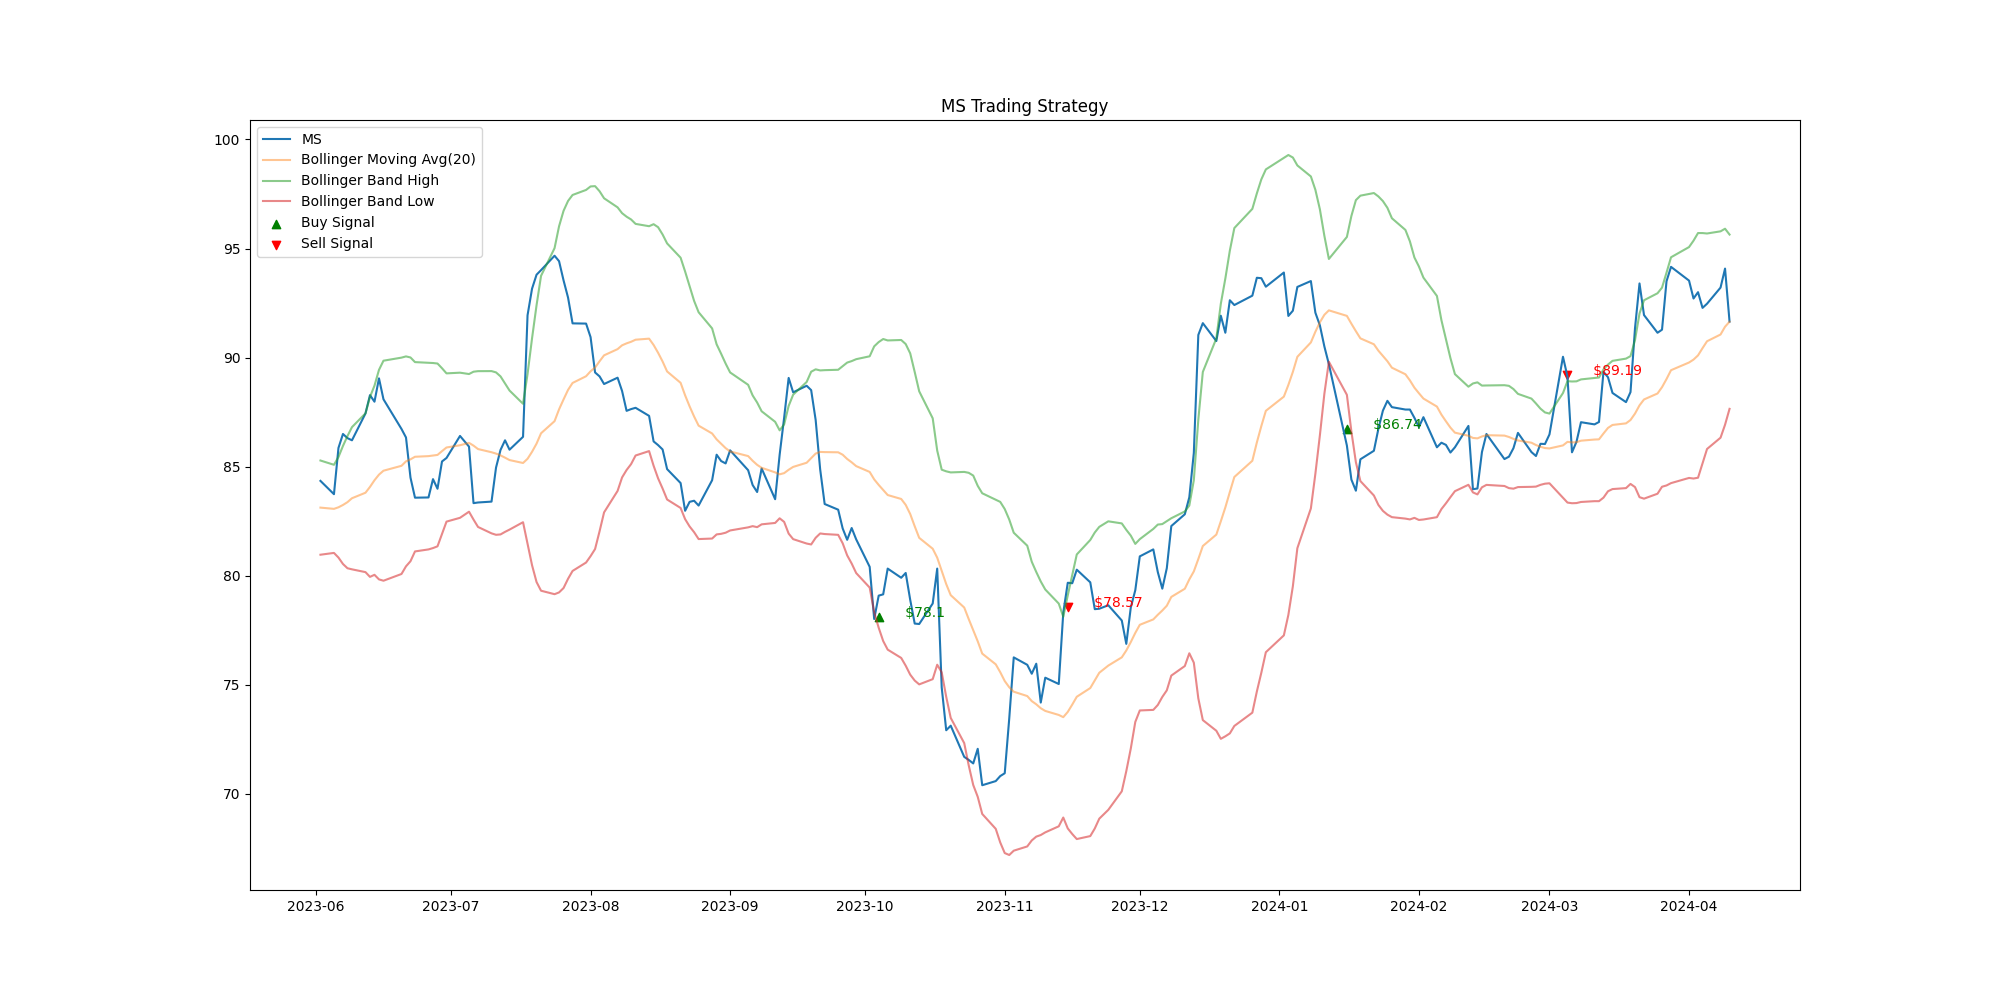 MS Trading Strategy
MS
Bollinger Moving Avg(20)
Bollinger Band High
Bollinger Band Low
Buy Signal
Sell Signal
100
95
90
85
80
75
70
$89.19
$86.74
$78.57
$78.1
2023-06 2023-07 2023-08 2023-09 2023-10 2023-11 2023-12 2024-01 2024-02 2024-03 2024-04